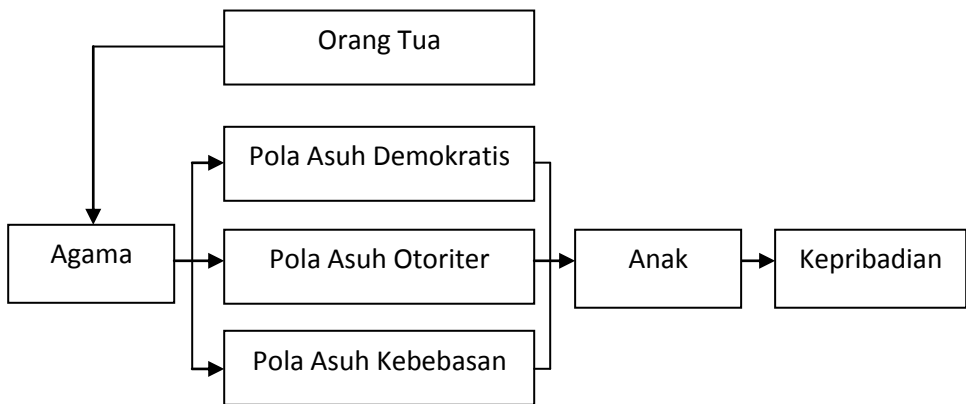 Orang Tua
Pola Asuh Demokratis
Agama
Pola Asuh Otoriter
Anak
Kepribadian
Pola Asuh Kebebasan